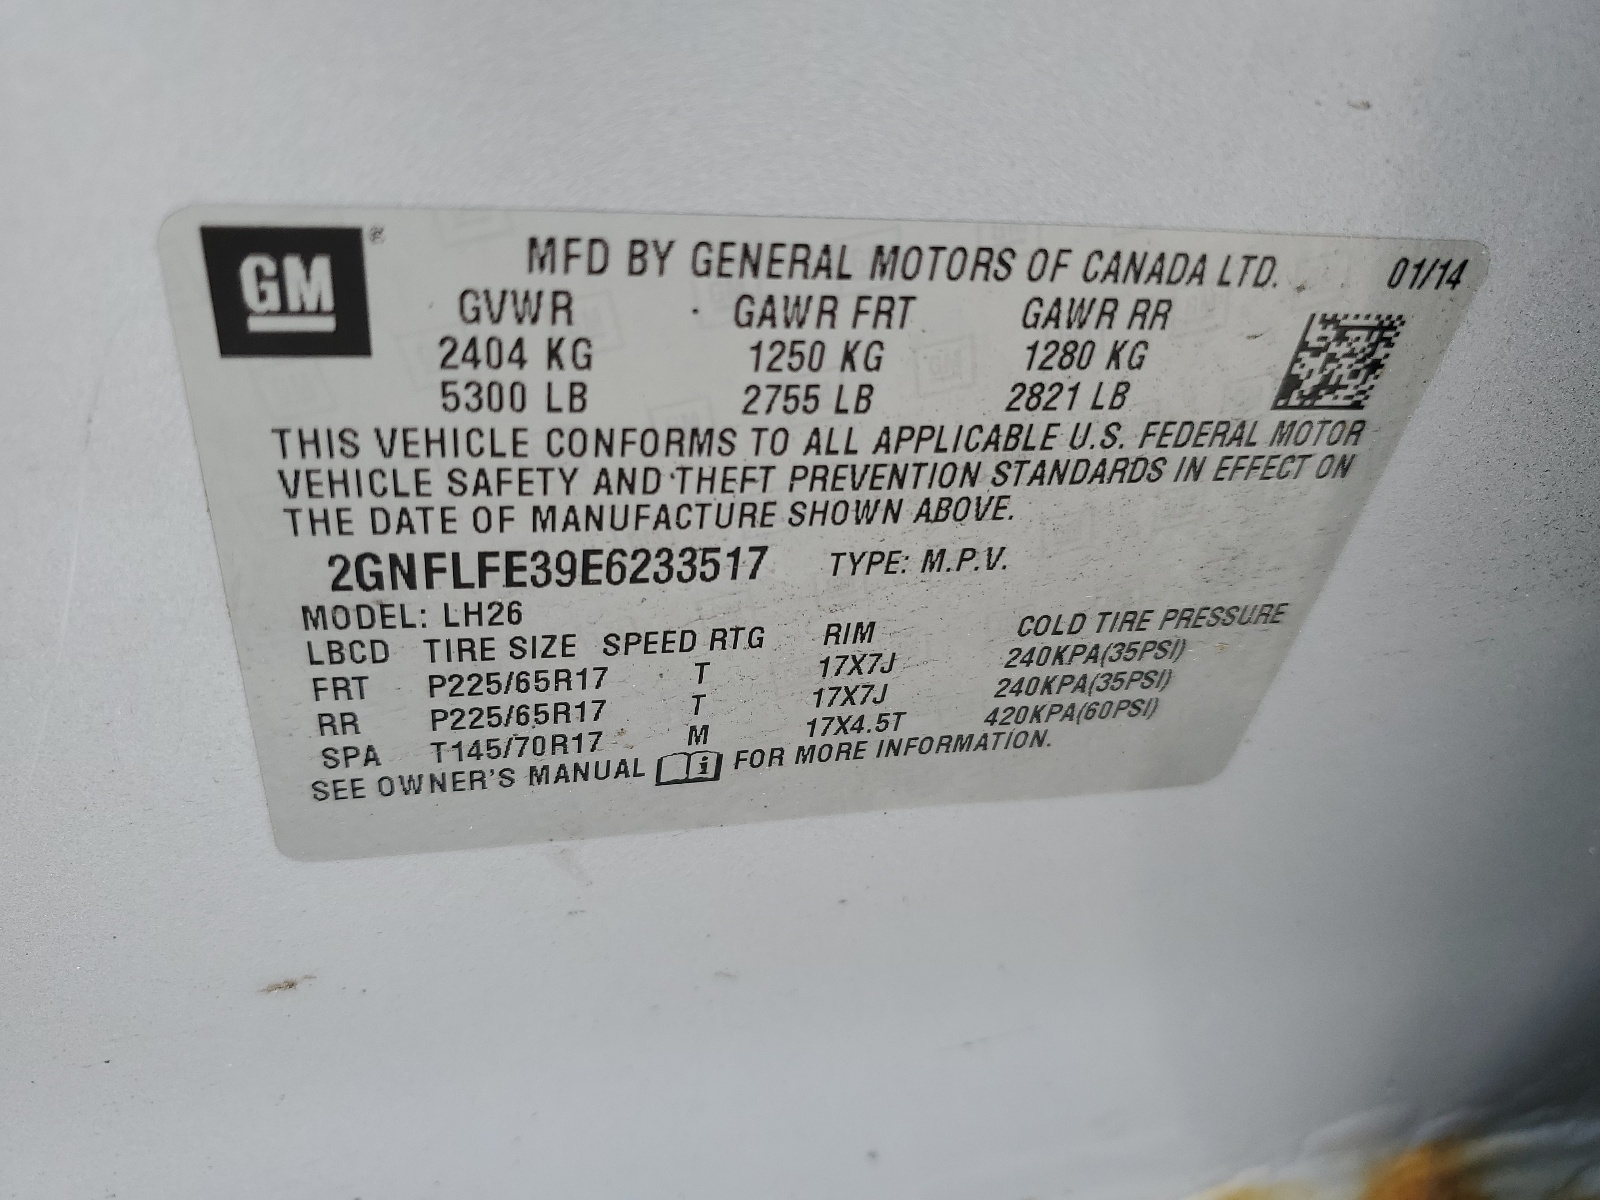 GM® MFD BY GENERAL MOTORS OF CANADA LTD. 01/14
GVWR GAWR FRT GAWR RR
2404 KG 1250 KG 1280 KG
5300 LB 2755 LB 2821 LB
THIS VEHICLE CONFORMS TO ALL APPLICABLE U.S. FEDERAL MOTOR
VEHICLE SAFETY AND THEFT PREVENTION STANDARDS IN EFFECT ON
THE DATE OF MANUFACTURE SHOWN ABOVE.
2GNFLFE39E6233517 TYPE: M.P.V.
MODEL: LH26
LBCD TIRE SIZE SPEED RTG RIM COLD TIRE PRESSURE
FRT P225/65R17 T 17X7J 240KPA(35PSI)
RR P225/65R17 T 17X7J 240KPA(35PSI)
SPA T145/70R17 M 17X4.5T 420KPA(60PSI)
SEE OWNER'S MANUAL i FOR MORE INFORMATION.